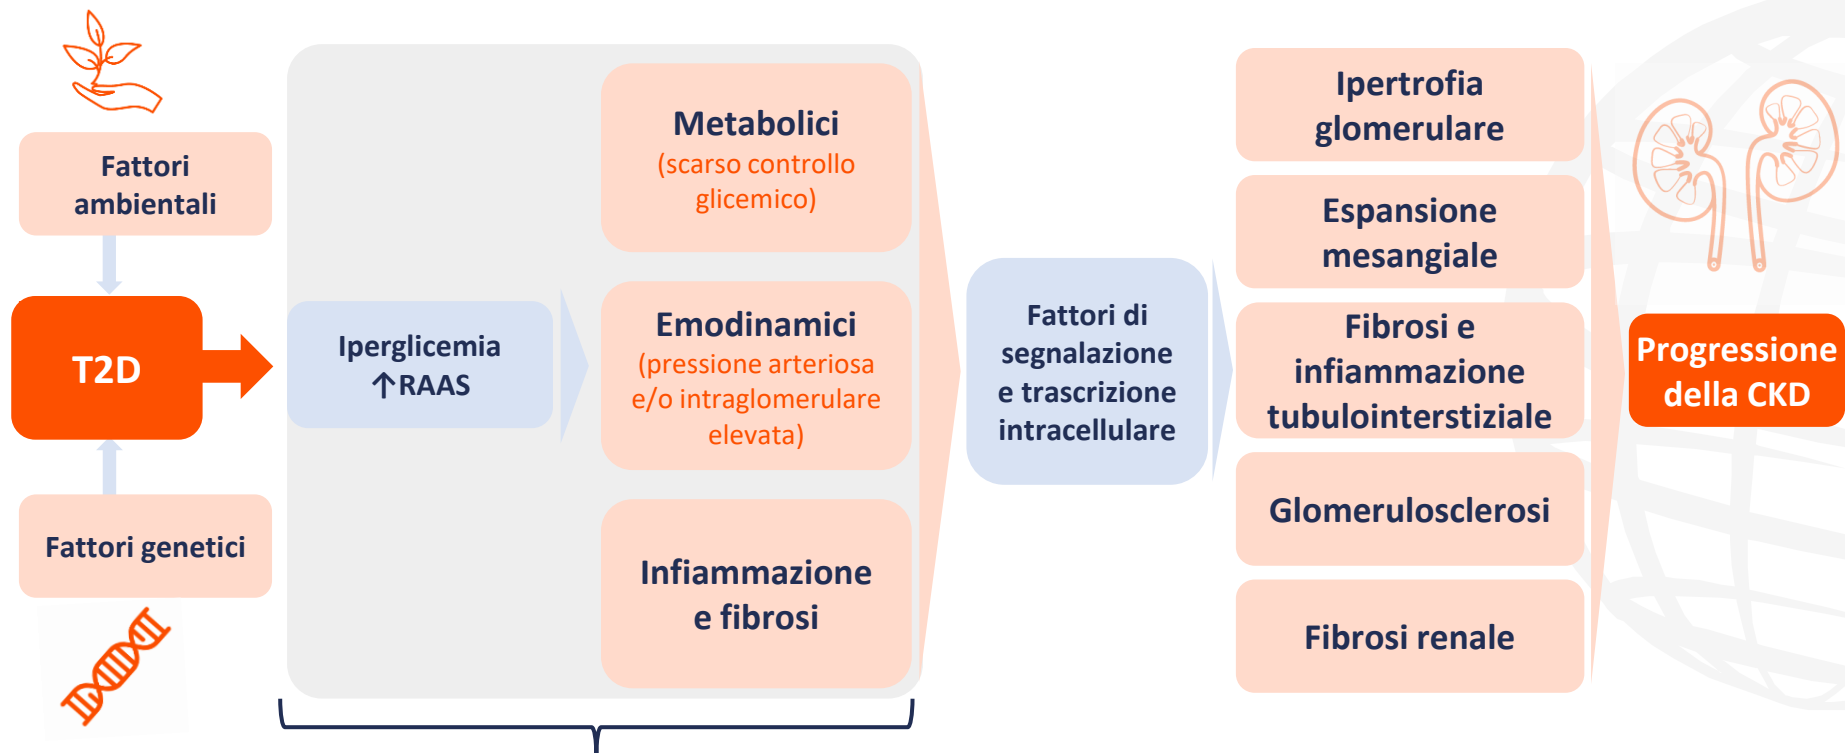 Fattori
ambientali
T2D
Fattori genetici
Iperglicemia
↑RAAS
Metabolici
(scarso controllo
glicemico)
Emodinamici
(pressione arteriosa
e/o intraglomerulare
elevata)
Infiammazione
e fibrosi
Fattori di
segnalazione
e trascrizione
intracellulare
Ipertrofia
glomerulare
Espansione
mesangiale
Fibrosi e
infiammazione
tubulointerstiziale
Glomerulosclerosi
Fibrosi renale
Progressione
della CKD